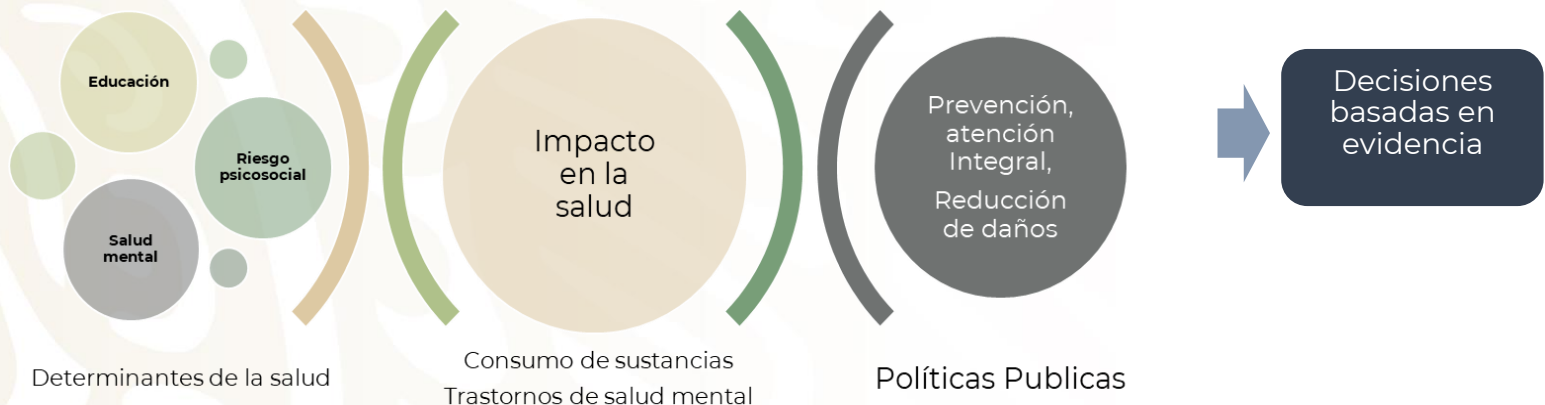 Educación
Riesgo
psicosocial
Salud
mental
Determinantes de la salud
Impacto
en la
salud
Consumo de sustancias
Trastornos de salud mental
Prevención,
atención
Integral,
Reducción
de daños
Políticas Publicas
Decisiones
basadas en
evidencia